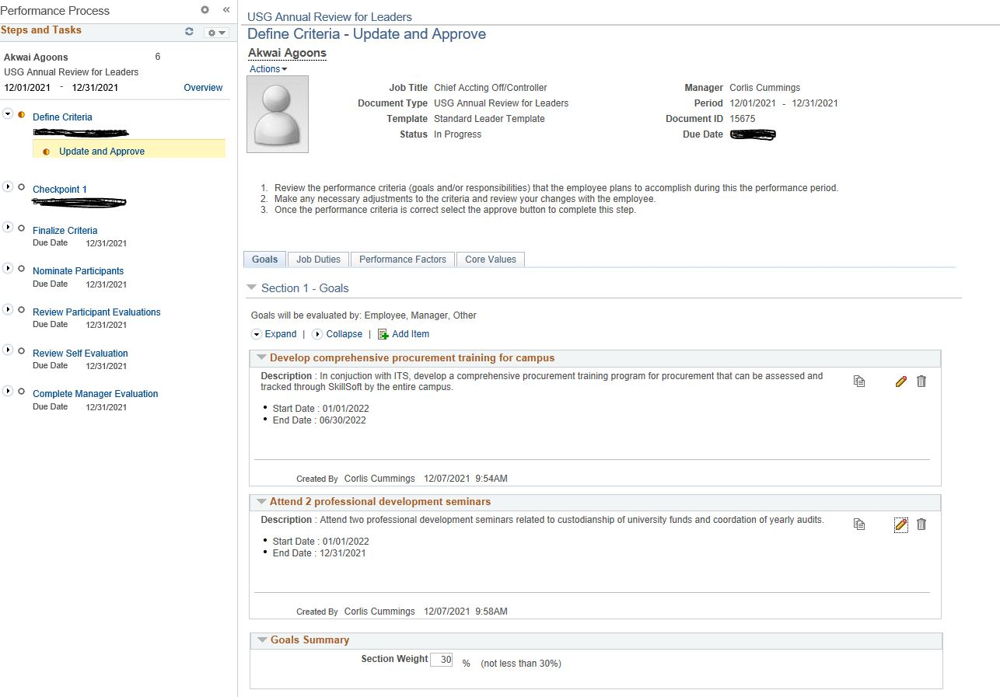 Performance Process
«
Steps and Tasks
Akwai Agoons 6
USG Annual Review for Leaders
12/01/2021 - 12/31/2021 Overview
Define Criteria
Update and Approve
Checkpoint 1
Finalize Criteria
Due Date 12/31/2021
Nominate Participants
Due Date 12/31/2021
Review Participant Evaluations
Due Date 12/31/2021
Review Self Evaluation
Due Date 12/31/2021
Complete Manager Evaluation
Due Date 12/31/2021
USG Annual Review for Leaders
Define Criteria - Update and Approve
Akwai Agoons
Actions
Job Title Chief Accting Off/Controller Manager Corlis Cummings
Document Type USG Annual Review for Leaders Period 12/01/2021 - 12/31/2021
Template Standard Leader Template Document ID 15675
Status In Progress Due Date
1. Review the performance criteria (goals and/or responsibilities) that the employee plans to accomplish during this the performance period.
2. Make any necessary adjustments to the criteria and review your changes with the employee.
3. Once the performance criteria is correct select the approve button to complete this step.
Goals Job Duties Performance Factors Core Values
Section 1 - Goals
Goals will be evaluated by: Employee, Manager, Other
Expand | Collapse | Add Item
Develop comprehensive procurement training for campus
Description : In conjuction with ITS, develop a comprehensive procurement training program for procurement that can be assessed and
tracked through SkillSoft by the entire campus.
• Start Date : 01/01/2022
• End Date : 06/30/2022
Created By Corlis Cummings 12/07/2021 9:54AM
Attend 2 professional development seminars
Description : Attend two professional development seminars related to custodianship of university funds and coordation of yearly audits.
• Start Date : 01/01/2022
• End Date : 12/31/2021
Created By Corlis Cummings 12/07/2021 9:58AM
Goals Summary
Section Weight 30 % (not less than 30%)